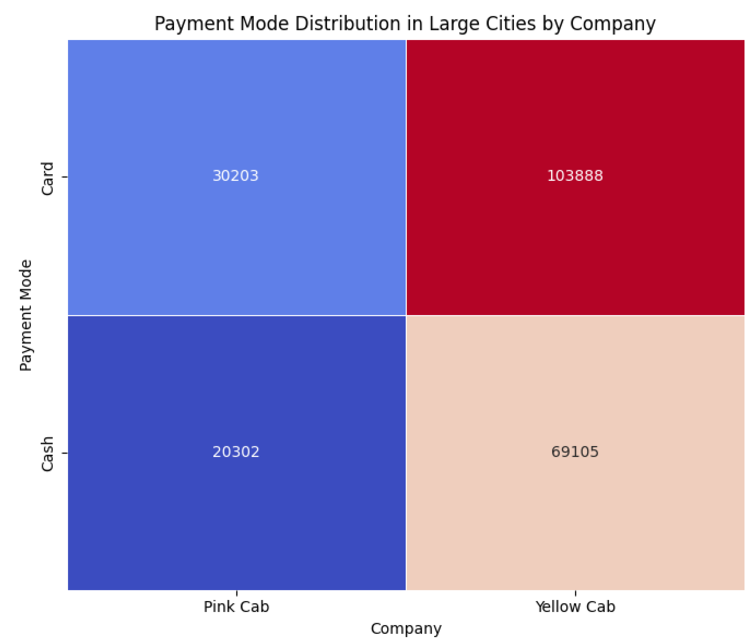 Payment Mode Distribution in Large Cities by Company
Payment Mode
Card
30203
103888
Cash
20302
69105
Pink Cab
Yellow Cab
Company